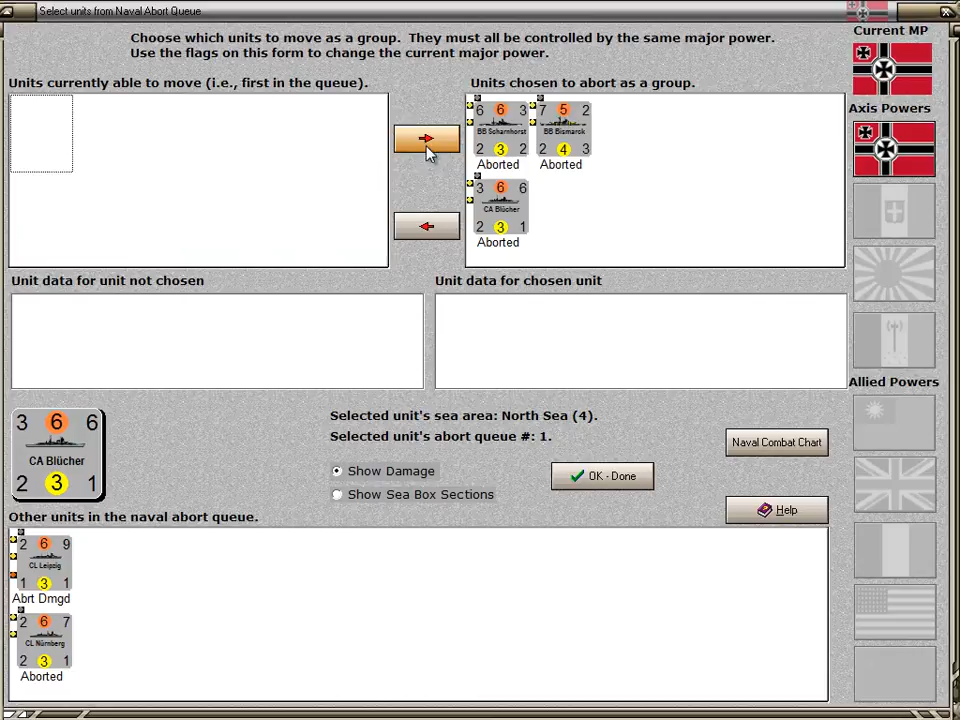 Select units from Naval Abort Queue
Choose which units to move as a group. They must all be controlled by the same major power.
Use the flags on this form to change the current major power.
Current MP
Units currently able to move (i.e., first in the queue).
Units chosen to abort as a group.
Axis Powers
6 6 3
BB Scharnhorst
2 3 2
Aborted
7 5 2
BB Bismarck
2 4 3
Aborted
3 6 6
CA Blücher
2 3 1
Aborted
Unit data for unit not chosen
Unit data for chosen unit
Allied Powers
3 6 6
CA Blücher
2 3 1
Selected unit's sea area: North Sea (4).
Selected unit's abort queue #: 1.
Naval Combat Chart
Show Damage
OK - Done
Show Sea Box Sections
Help
Other units in the naval abort queue.
2 6 9
CL Leipzig
1 3 1
Abrt Dmgd
2 6 7
CL Nürnberg
2 3 1
Aborted